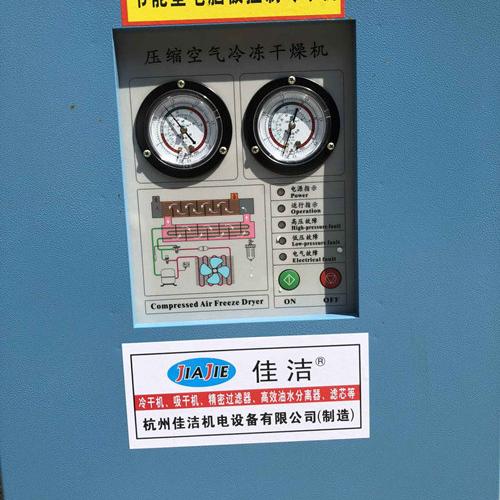 压缩空气冷冻干燥机
电源指示
Power
运行指示
Operation
高压故障
High-pressure fault
低压故障
Low-pressure fault
电气故障
Electrical fault
Compressed Air Freeze Dryer
ON
OFF
JIAJIE 佳洁®
冷干机、吸干机、精密过滤器、高效油水分离器、滤芯等
杭州佳洁机电设备有限公司(制造)